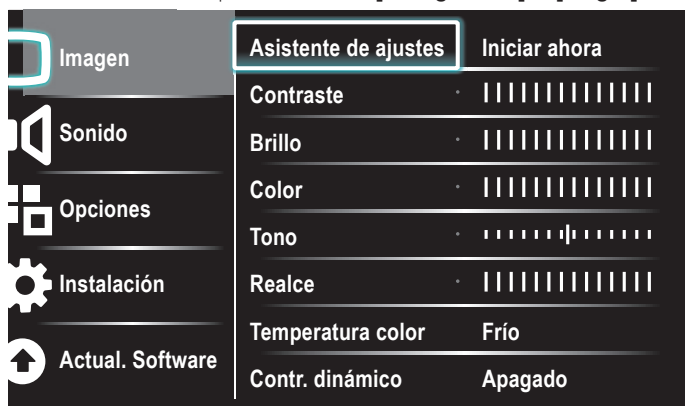 Imagen
Sonido
Opciones
Instalación
Actual. Software
Asistente de ajustes Iniciar ahora
Contraste
Brillo
Color
Tono
Realce
Temperatura color Frío
Contr. dinámico Apagado